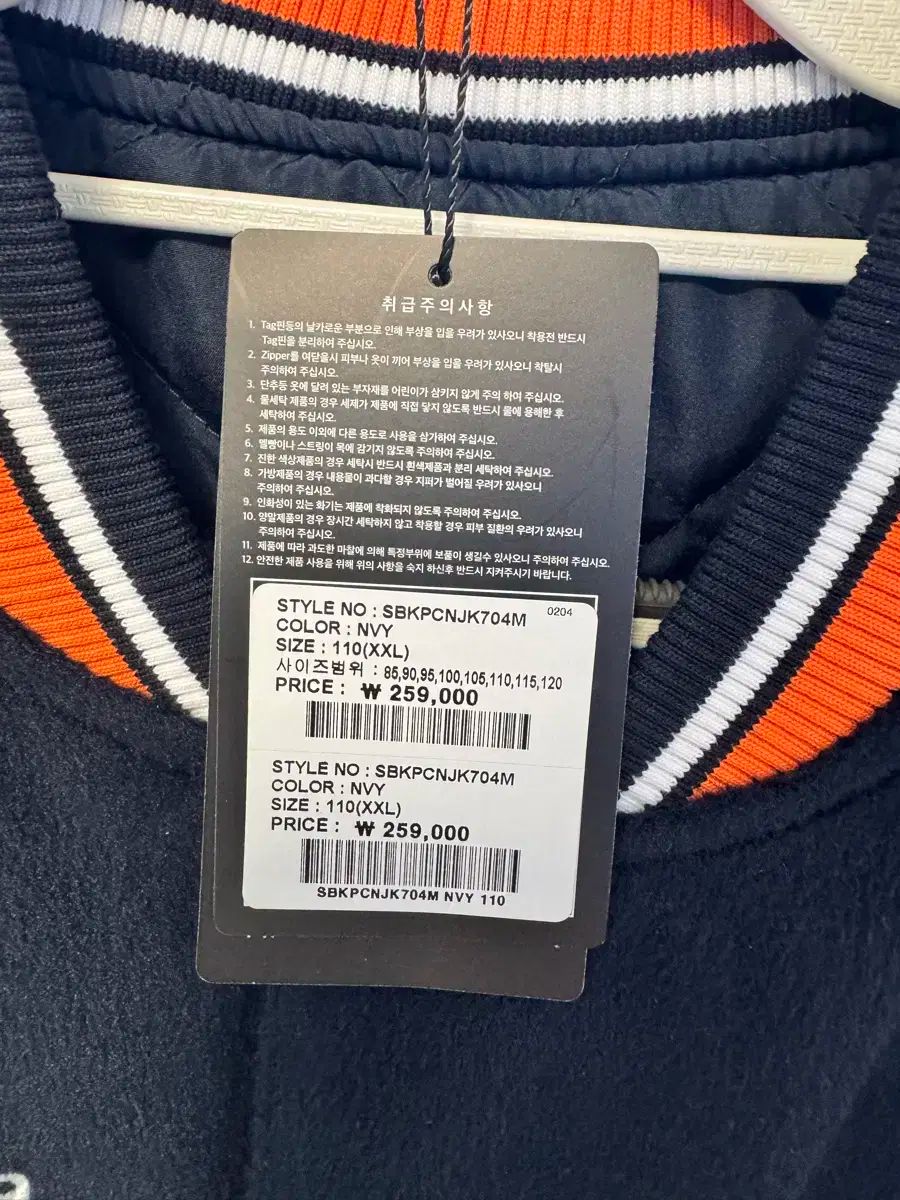 취급주의사항
1. Tag핀등의 날카로운 부분으로 인해 부상을 입을 우려가 있사오니 착용전 반드시
Tag핀을 분리하여 주십시오.
2. Zipper를 여닫을시 피부나 옷이 끼어 부상을 입을 우려가 있사오니 착탈시
주의하여 주십시오.
3. 단추등 옷에 달려 있는 부자재를 어린이가 삼키지 않게 주의 하여 주십시오.
4. 물세탁 제품의 경우 세제가 제품에 직접 닿지 않도록 반드시 물에 용해한 후
세탁하여 주십시오.
5. 제품의 용도 이외에 다른 용도로 사용을 삼가하여 주십시오.
6. 멜빵이나 스트링이 목에 감기지 않도록 주의하여 주십시오.
7. 진한 색상제품의 경우 세탁시 반드시 흰색제품과 분리 세탁하여 주십시오.
8. 가방제품의 경우 내용물이 과다할 경우 지퍼가 벌어질 우려가 있사오니
주의하여 주십시오.
9. 인화성이 있는 화기는 제품에 착화되지 않도록 주의하여 주십시오.
10. 양말제품의 경우 장시간 세탁하지 않고 착용할 경우 피부 질환의 우려가 있사오니
주의하여 주십시오.
11. 제품에 따라 과도한 마찰에 의해 특정부위에 보풀이 생길수 있사오니 주의하여 주십시오.
12. 안전한 제품 사용을 위해 위의 사항을 숙지 하신후 반드시 지켜주시기 바랍니다.
STYLE NO : SBKPCNJK704M 0204
COLOR : NVY
SIZE : 110(XXL)
사이즈범위 : 85,90,95,100,105,110,115,120
PRICE : ₩ 259,000
STYLE NO : SBKPCNJK704M
COLOR : NVY
SIZE : 110(XXL)
PRICE : ₩ 259,000
SBKPCNJK704M NVY 110